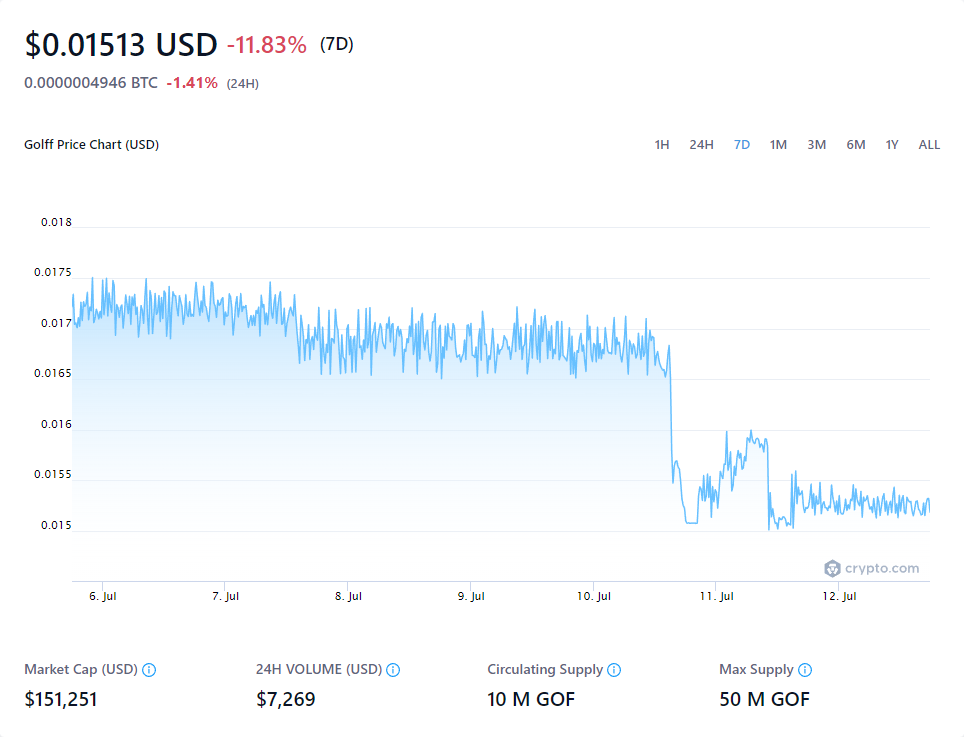 $0.01513 USD -11.83% (7D)
0.0000004946 BTC -1.41% (24H)
Golff Price Chart (USD) 1H 24H 7D 1M 3M 6M 1Y ALL
0.018
0.0175
0.017
0.0165
0.016
0.0155
0.015
crypto.com
6. Jul 7. Jul 8. Jul 9. Jul 10. Jul 11. Jul 12. Jul
Market Cap (USD) 24H VOLUME (USD) Circulating Supply Max Supply
$151,251 $7,269 10 M GOF 50 M GOF